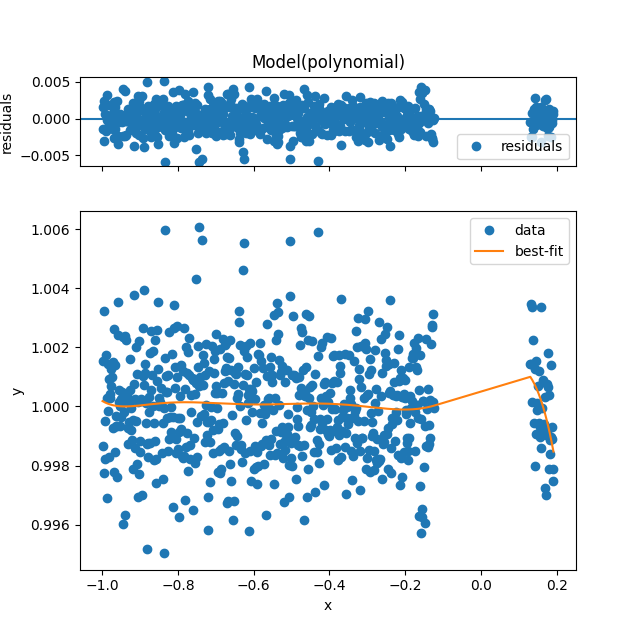 Model(polynomial)
residuals
0.005
0.000
−0.005
residuals
y
1.006
1.004
1.002
1.000
0.998
0.996
data
best-fit
−1.0 −0.8 −0.6 −0.4 −0.2 0.0 0.2
x